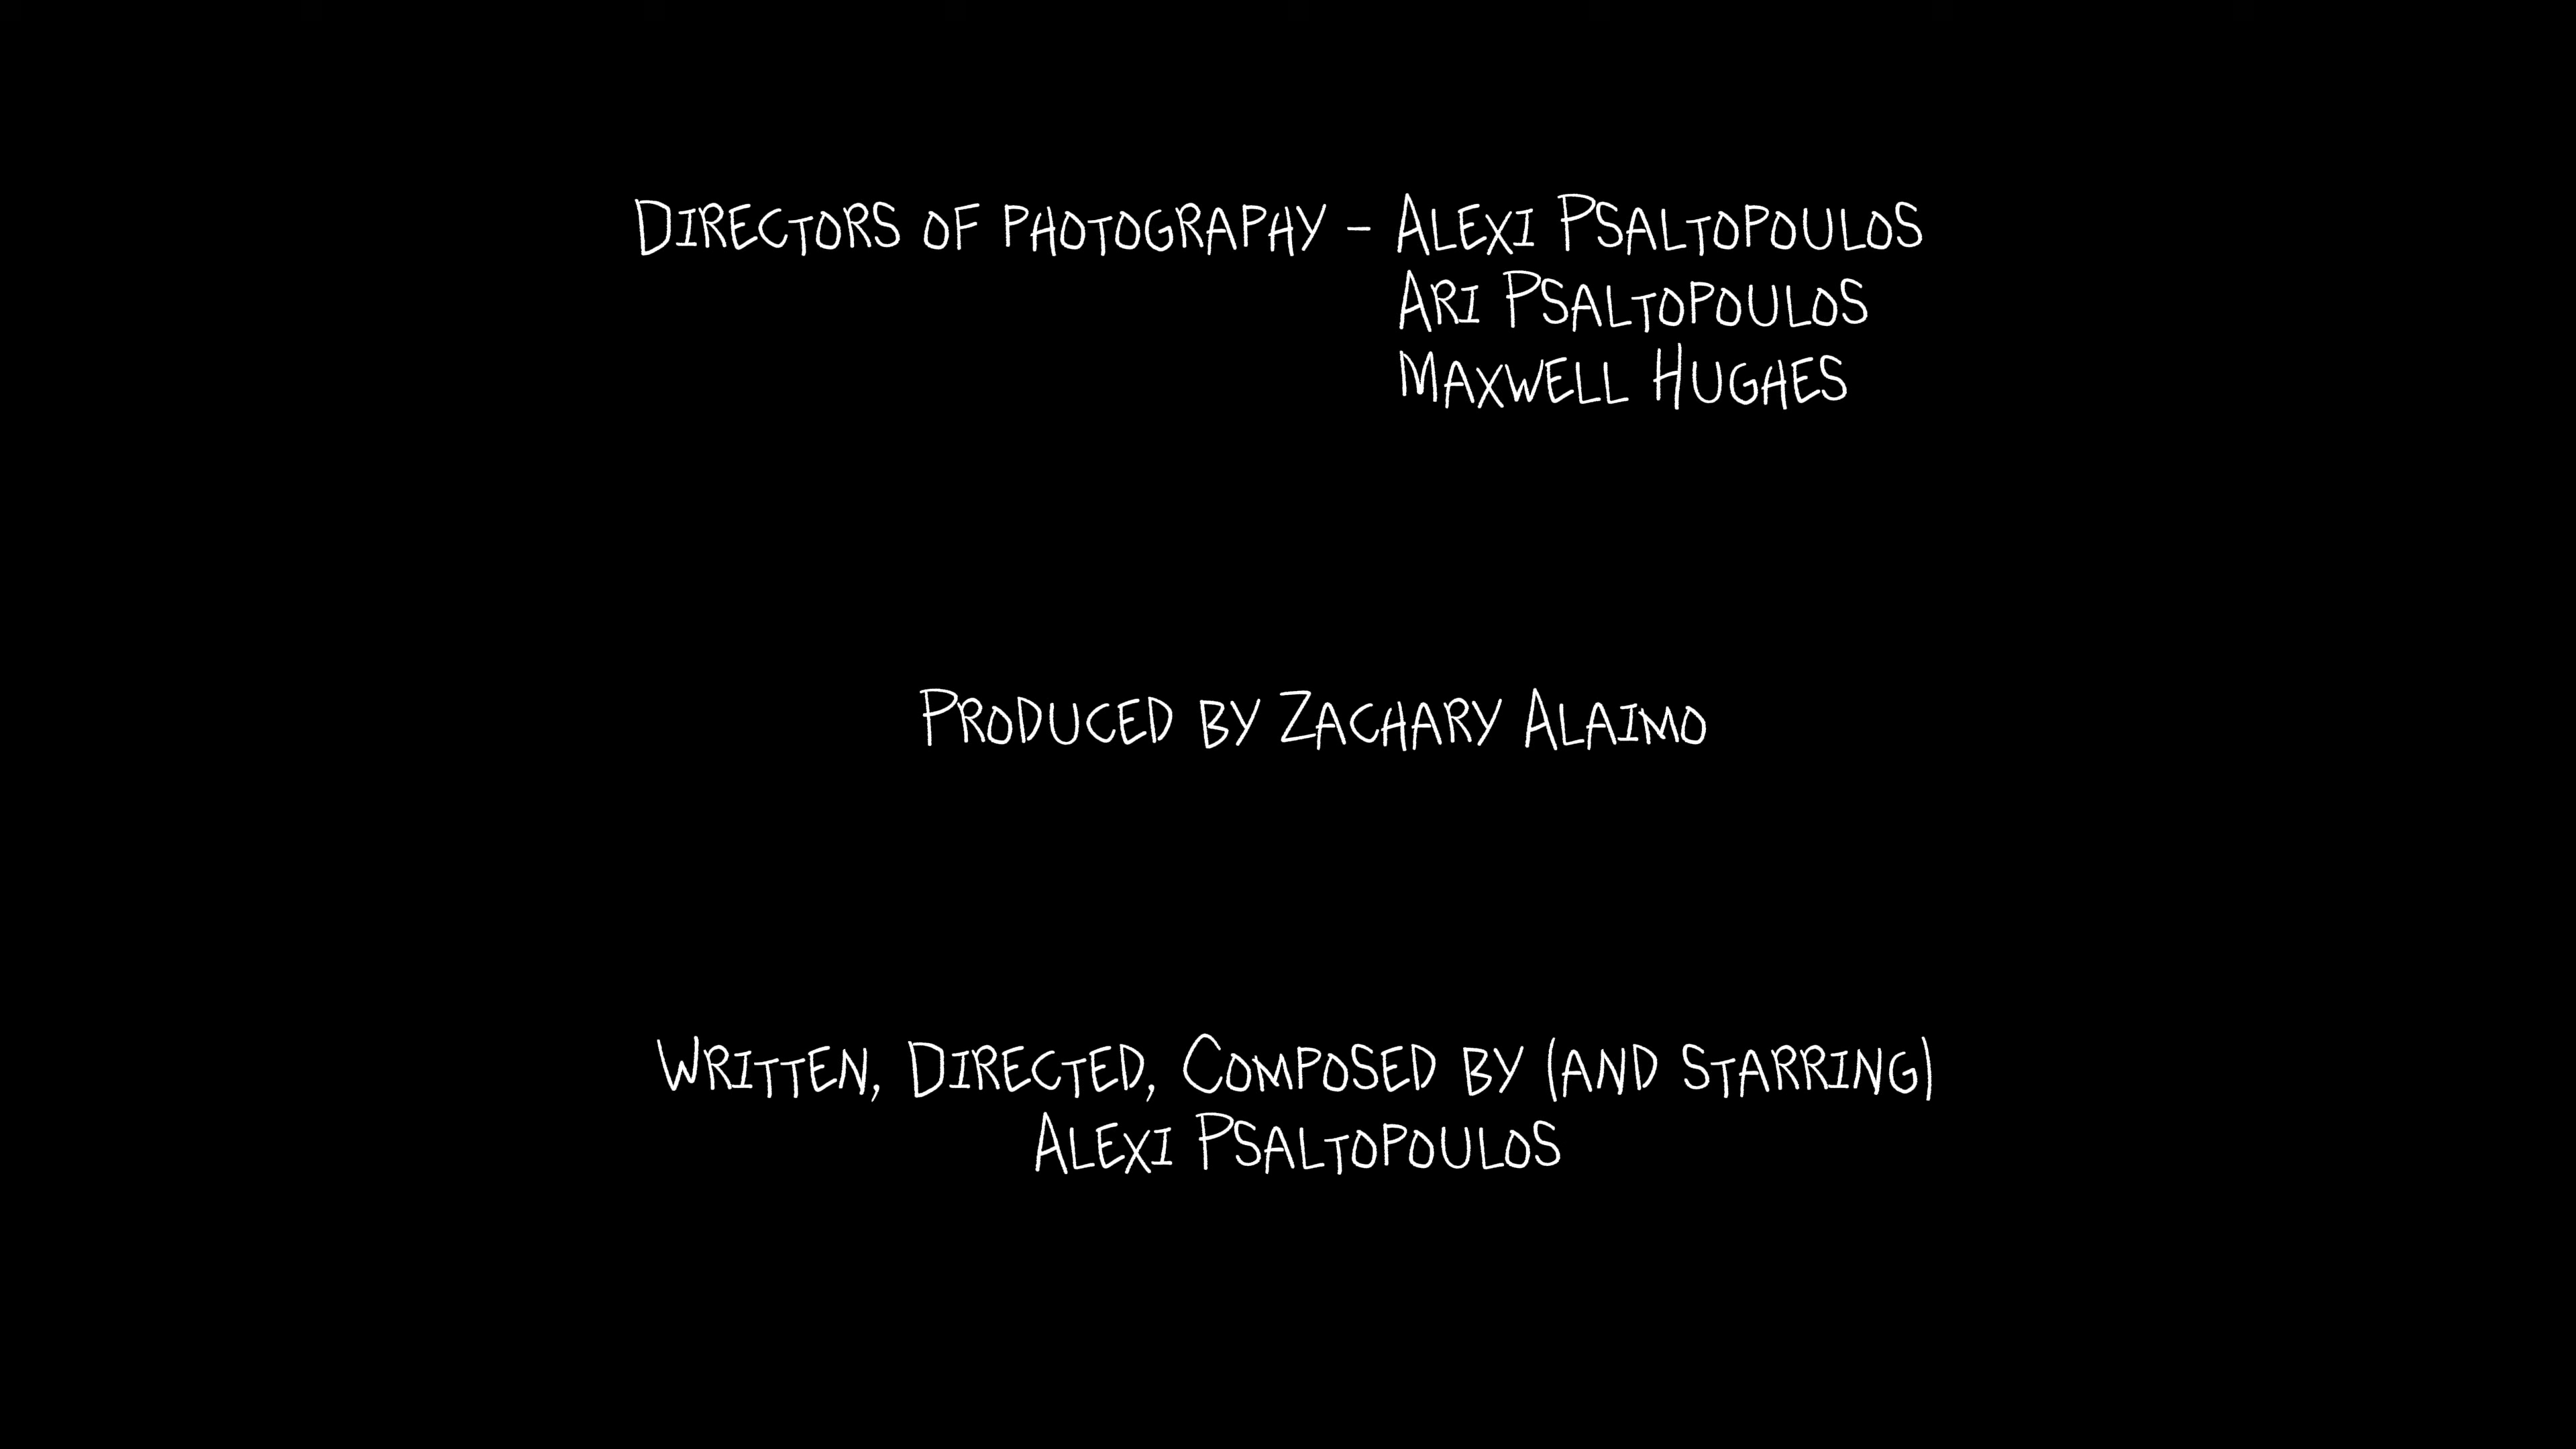 Directors of photography - Alexi Psaltopoulos
Ari Psaltopoulos
Maxwell Hughes
Produced by Zachary Alaimo
Written, Directed, Composed by (and starring)
Alexi Psaltopoulos